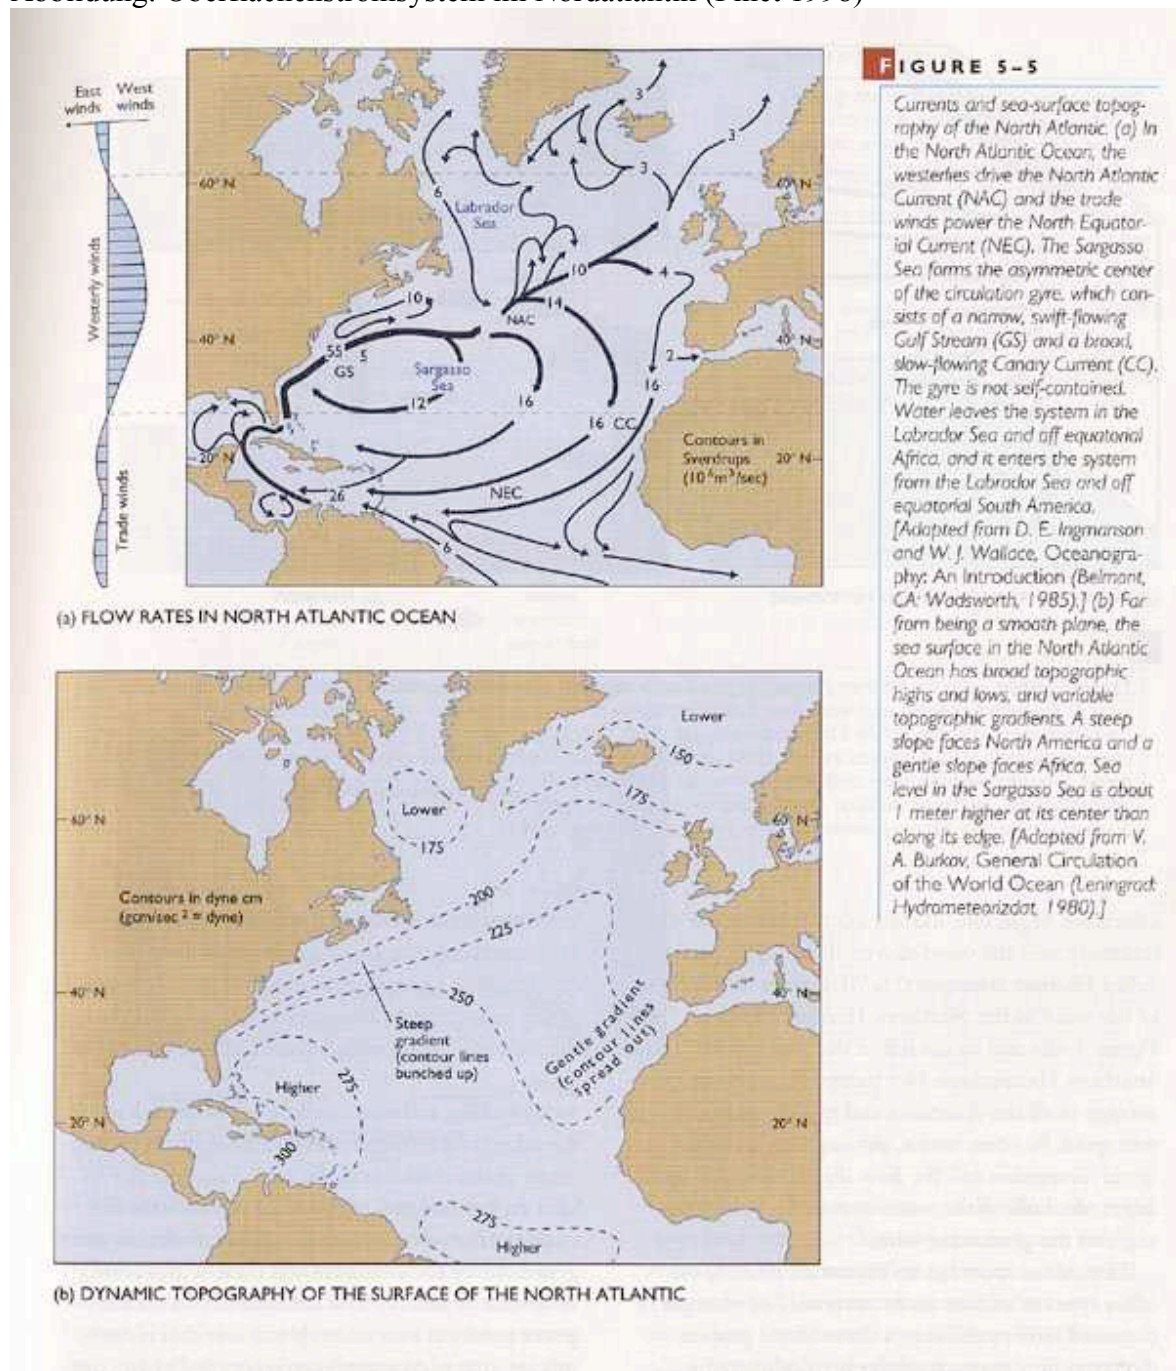 Abbildung: Oberflächenstromsystem im Nordatlantik (Pinet 1996)
East West
winds winds
Westerly winds
Trade winds
60° N
40° N
20° N
3
3
3
6
Labrador
Sea
60° N
10
4
10
14
NAC
55
5
GS
Sargasso
Sea
2
40° N
16
12
16
16 CC
Contours in
Sverdrups
(10⁶m³/sec)
20° N
26
NEC
6
(a) FLOW RATES IN NORTH ATLANTIC OCEAN
FIGURE 5–5
Currents and sea-surface topog-
raphy of the North Atlantic. (a) In
the North Atlantic Ocean, the
westerlies drive the North Atlantic
Current (NAC) and the trade
winds power the North Equator-
ial Current (NEC). The Sargasso
Sea forms the asymmetric center
of the circulation gyre, which con-
sists of a narrow, swift-flowing
Gulf Stream (GS) and a broad,
slow-flowing Canary Current (CC).
The gyre is not self-contained.
Water leaves the system in the
Labrador Sea and off equatorial
Africa, and it enters the system
from the Labrador Sea and off
equatorial South America.
[Adapted from D. E. Ingmanson
and W. J. Wallace, Oceanogra-
phy: An Introduction (Belmont,
CA: Wadsworth, 1985).] (b) Far
from being a smooth plane, the
sea surface in the North Atlantic
Ocean has broad topographic
highs and lows, and variable
topographic gradients. A steep
slope faces North America and a
gentle slope faces Africa. Sea
level in the Sargasso Sea is about
1 meter higher at its center than
along its edge. [Adapted from V.
A. Burkov, General Circulation
of the World Ocean (Leningrad:
Hydrometeorizdat, 1980).]
Lower
150
175
Lower
175
60° N
60° N
200
225
250
Contours in dyne cm
(gcm/sec² = dyne)
40° N
40° N
Steep
gradient
(contour lines
bunched up)
Gentle gradient
(contour lines
spread out)
Higher
275
300
20° N
20° N
275
Higher
(b) DYNAMIC TOPOGRAPHY OF THE SURFACE OF THE NORTH ATLANTIC